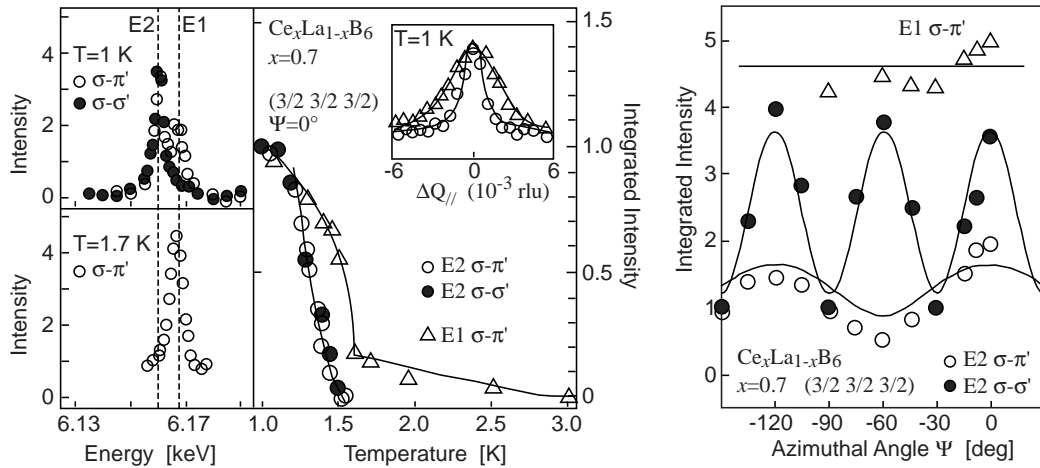 E2 E1
T=1 K
σ-π'
σ-σ'
Intensity
4
2
0
T=1.7 K
σ-π'
Intensity
4
2
0
6.13 6.17
Energy [keV]
CeₓLa₁₋ₓB₆
x=0.7
(3/2 3/2 3/2)
Ψ=0°
T=1 K
-6 0 6
ΔQ// (10⁻³ rlu)
E2 σ-π'
E2 σ-σ'
E1 σ-π'
1.0 1.5 2.0 2.5 3.0
Temperature [K]
1.5
1.0
0.5
0
Integrated Intensity
E1 σ-π'
Integrated Intensity
5
4
3
2
1
0
CeₓLa₁₋ₓB₆
x=0.7 (3/2 3/2 3/2)
E2 σ-π'
E2 σ-σ'
-120 -90 -60 -30 0
Azimuthal Angle Ψ [deg]